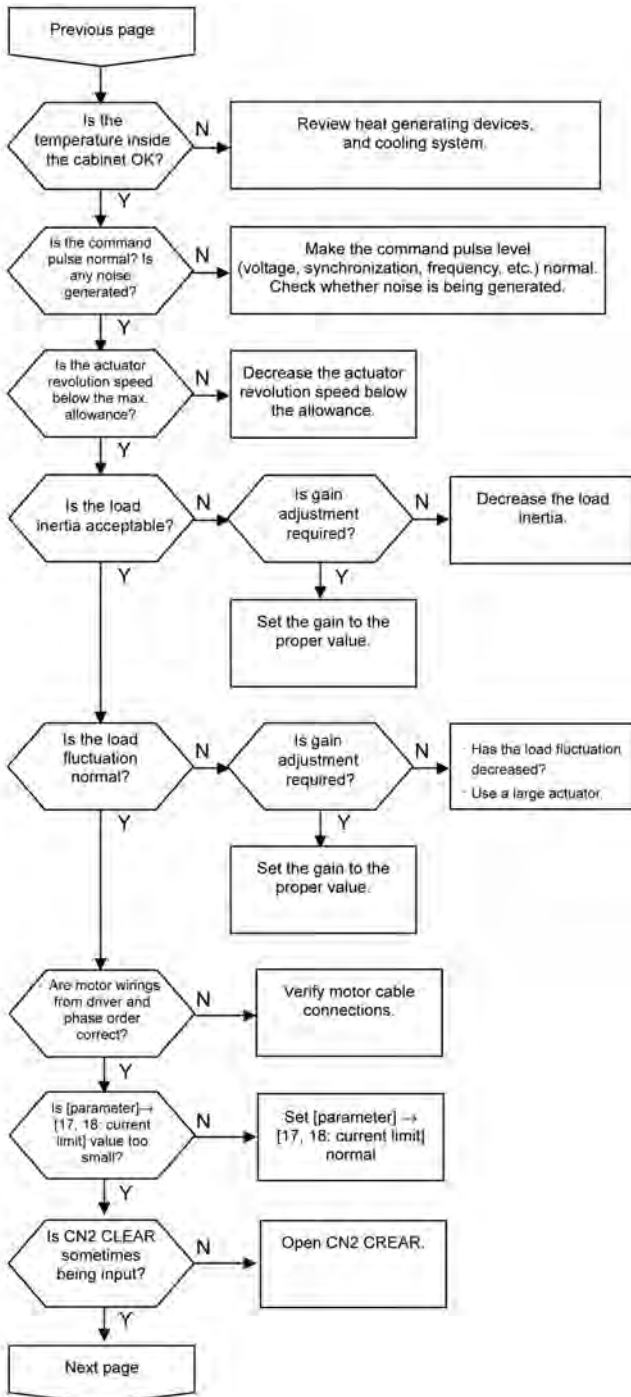 Previous page
Is the
temperature inside
the cabinet OK?
N
Review heat generating devices,
and cooling system.
Y
Is the command
pulse normal? Is
any noise
generated?
N
Make the command pulse level
(voltage, synchronization, frequency, etc.) normal.
Check whether noise is being generated.
Y
Is the actuator
revolution speed
below the max.
allowance?
N
Decrease the actuator
revolution speed below
the allowance.
Y
Is the load
inertia acceptable?
N
Is gain
adjustment
required?
N
Decrease the load
inertia.
Y
Y
Set the gain to the
proper value.
Is the load
fluctuation
normal?
N
Is gain
adjustment
required?
N
· Has the load fluctuation
decreased?
· Use a large actuator.
Y
Y
Set the gain to the
proper value.
Are motor wirings
from driver and
phase order
correct?
N
Verify motor cable
connections.
Y
Is [parameter]→
[17, 18: current
limit] value too
small?
N
Set [parameter] →
[17, 18: current limit]
normal
Y
Is CN2 CLEAR
sometimes
being input?
N
Open CN2 CREAR.
Y
Next page